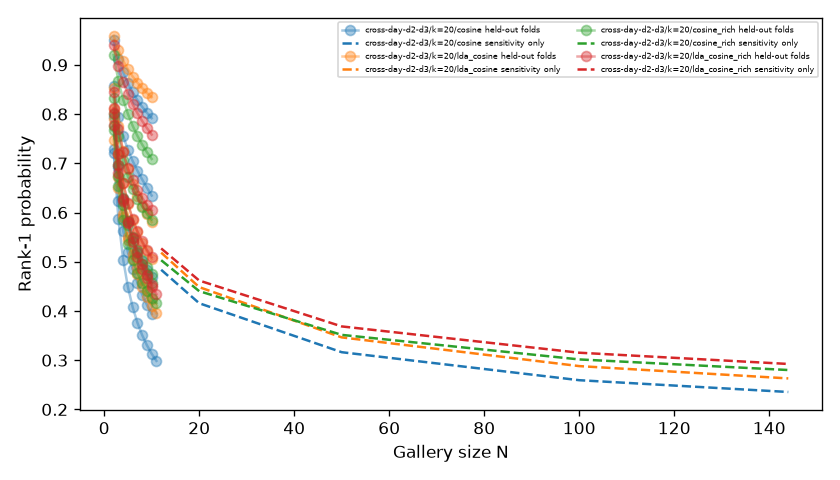 cross-day-d2-d3/k=20/cosine held-out folds
cross-day-d2-d3/k=20/cosine sensitivity only
cross-day-d2-d3/k=20/lda_cosine held-out folds
cross-day-d2-d3/k=20/lda_cosine sensitivity only
cross-day-d2-d3/k=20/cosine_rich held-out folds
cross-day-d2-d3/k=20/cosine_rich sensitivity only
cross-day-d2-d3/k=20/lda_cosine_rich held-out folds
cross-day-d2-d3/k=20/lda_cosine_rich sensitivity only
Rank-1 probability
0.9
0.8
0.7
0.6
0.5
0.4
0.3
0.2
0 20 40 60 80 100 120 140
Gallery size N